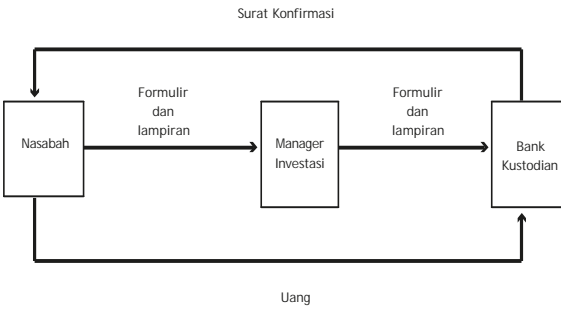 Surat Konfirmasi
Formulir
dan
lampiran
Formulir
dan
lampiran
Nasabah
Manager
Investasi
Bank
Kustodian
Uang